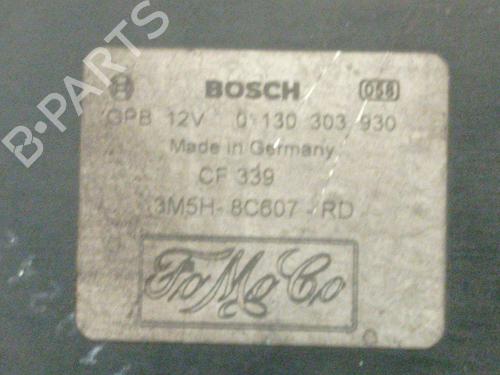 BOSCH 058
GPB 12V 0 130 303 930
Made in Germany
CF 339
3M5H-8C607-RD
FoMoCo
B-PARTS